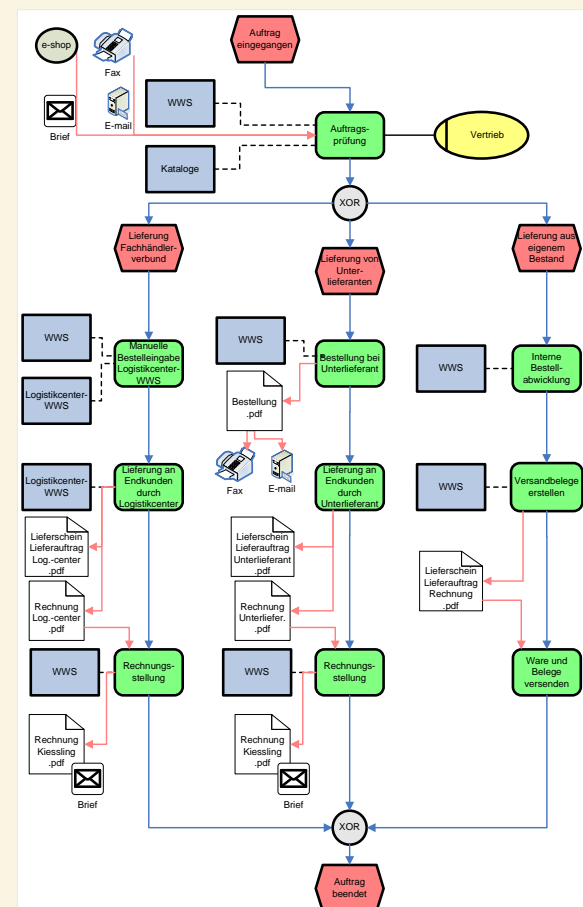 e-shop
Fax
Brief
E-mail
Auftrag
eingegangen
WWS
Kataloge
Auftrags-
prüfung
Vertrieb
XOR
Lieferung
Fachhändler-
verbund
Lieferung von
Unter-
lieferanten
Lieferung aus
eigenem
Bestand
WWS
Logistikcenter-
WWS
Manuelle
Bestelleingabe
Logistikcenter-
WWS
WWS
Bestellung bei
Unterlieferant
WWS
Interne
Bestell-
abwicklung
Bestellung
.pdf
Fax
E-mail
Logistikcenter-
WWS
Lieferung an
Endkunden
durch
Logistikcenter
WWS
Lieferung an
Endkunden
durch
Unterlieferant
WWS
Versandbelege
erstellen
Lieferschein
Lieferauftrag
Log.-center
.pdf
Rechnung
Log.-center
.pdf
Lieferschein
Lieferauftrag
Unterlieferant
.pdf
Rechnung
Unterliefer.
.pdf
Lieferschein
Lieferauftrag
Rechnung
.pdf
WWS
Rechnungs-
stellung
WWS
Rechnungs-
stellung
Ware und
Belege
versenden
Rechnung
Kiessling
.pdf
Brief
Rechnung
Kiessling
.pdf
Brief
XOR
Auftrag
beendet